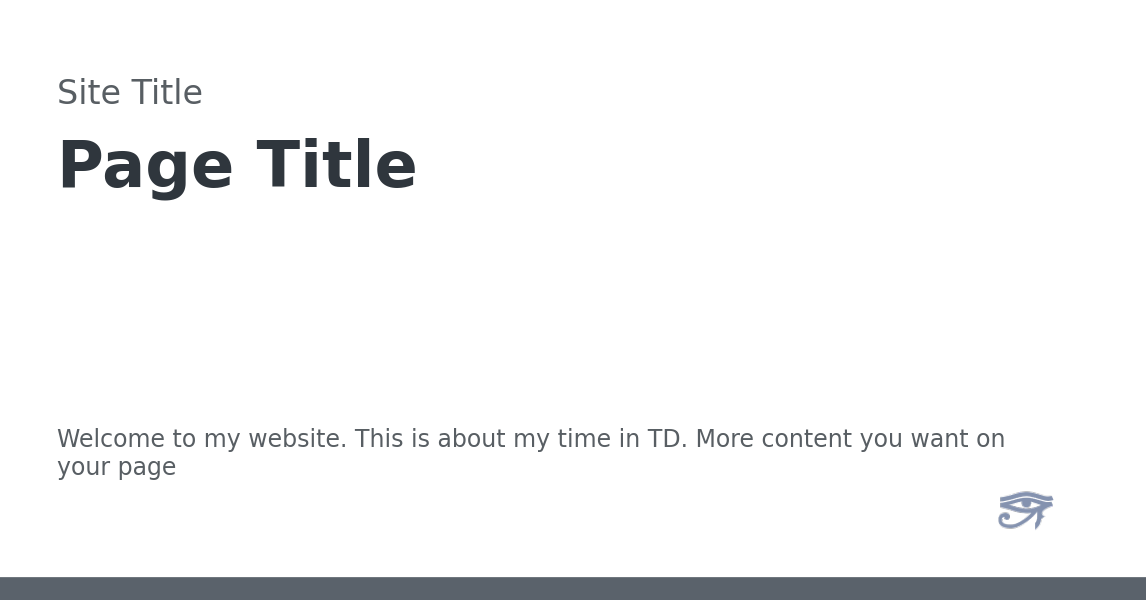 Site Title
Page Title
Welcome to my website. This is about my time in TD. More content you want on
your page